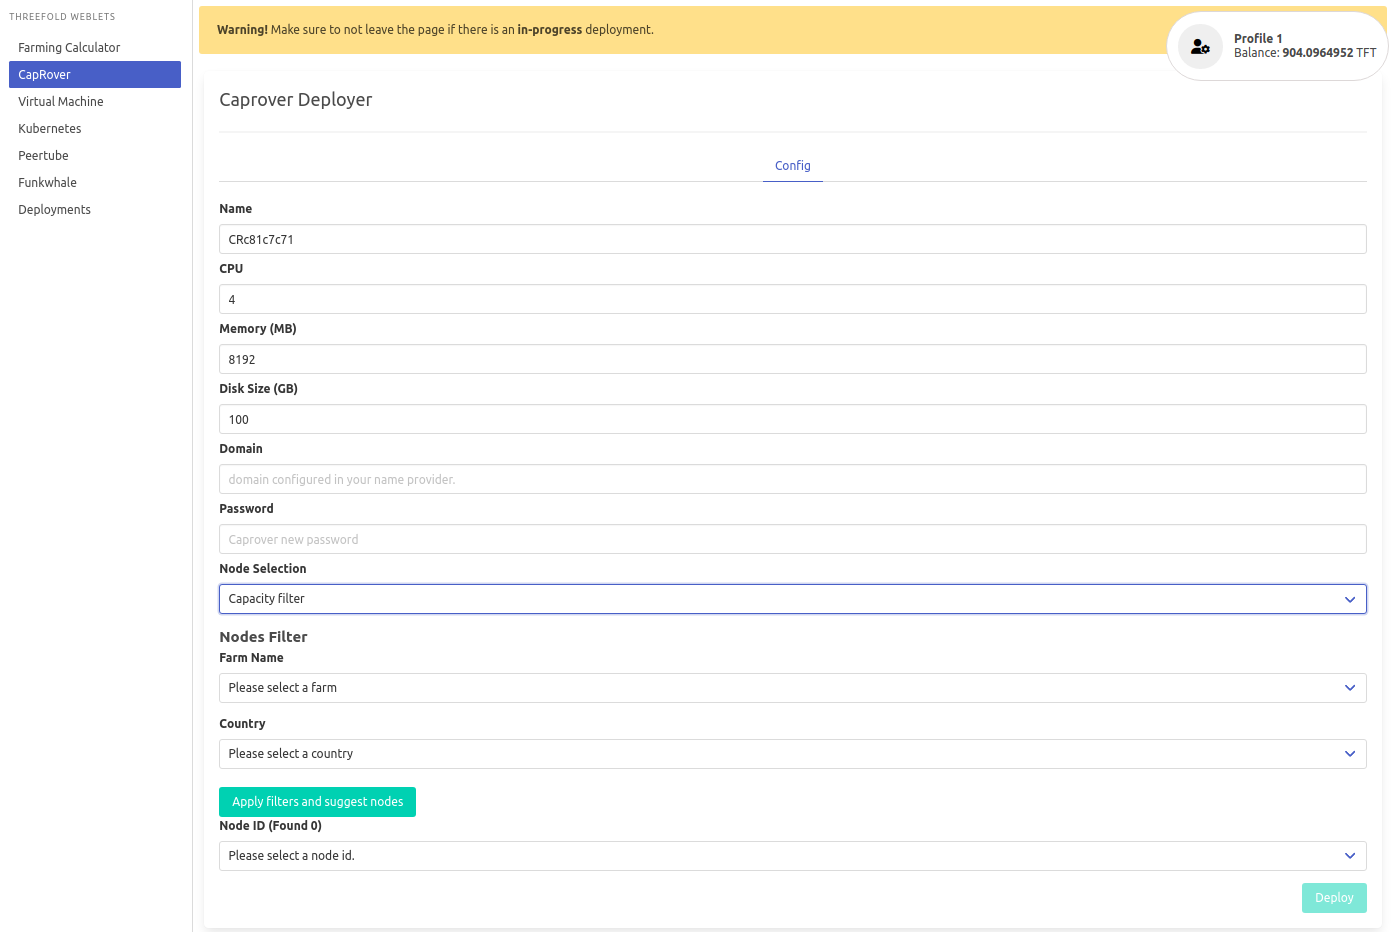 THREEFOLD WEBLETS
Farming Calculator
CapRover
Virtual Machine
Kubernetes
Peertube
Funkwhale
Deployments
Warning! Make sure to not leave the page if there is an in-progress deployment.
Profile 1
Balance: 904.0964952 TFT
Caprover Deployer
Config
Name
CRc81c7c71
CPU
4
Memory (MB)
8192
Disk Size (GB)
100
Domain
domain configured in your name provider.
Password
Caprover new password
Node Selection
Capacity filter
Nodes Filter
Farm Name
Please select a farm
Country
Please select a country
Apply filters and suggest nodes
Node ID (Found 0)
Please select a node id.
Deploy